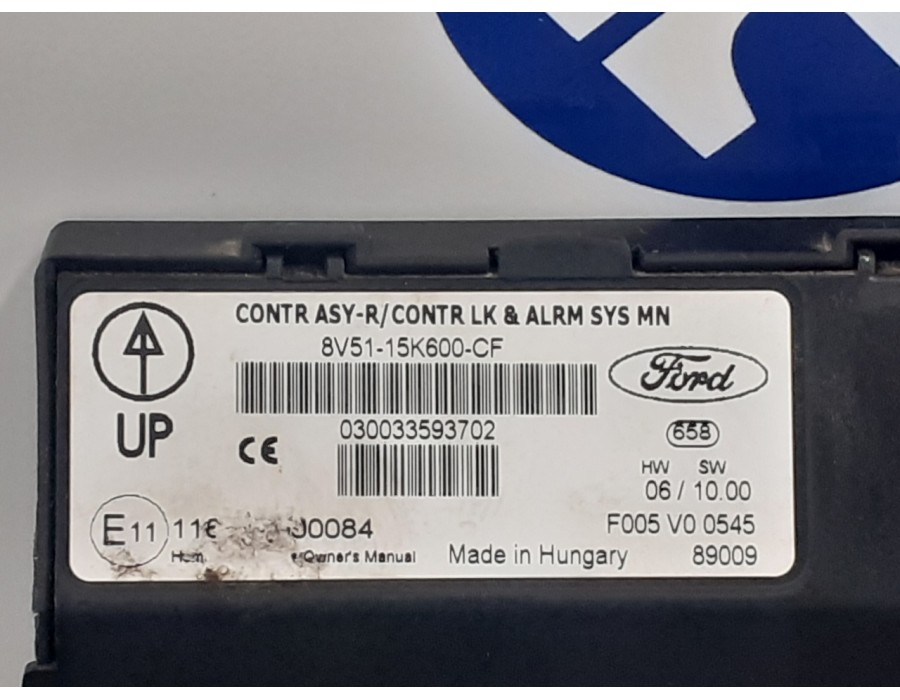 CONTR ASY-R/CONTR LK & ALRM SYS MN
8V51-15K600-CF
Ford
UP
CE
030033593702
658
HW SW
06 / 10.00
E11
0084
F005 V0 0545
Owner's Manual
Made in Hungary
89009